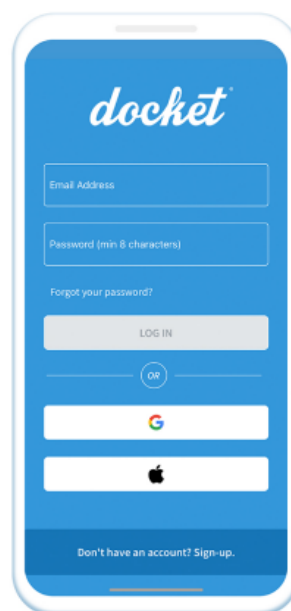 docket
Email Address
Password (min 8 characters)
Forgot your password?
LOG IN
OR
Don't have an account? Sign-up.